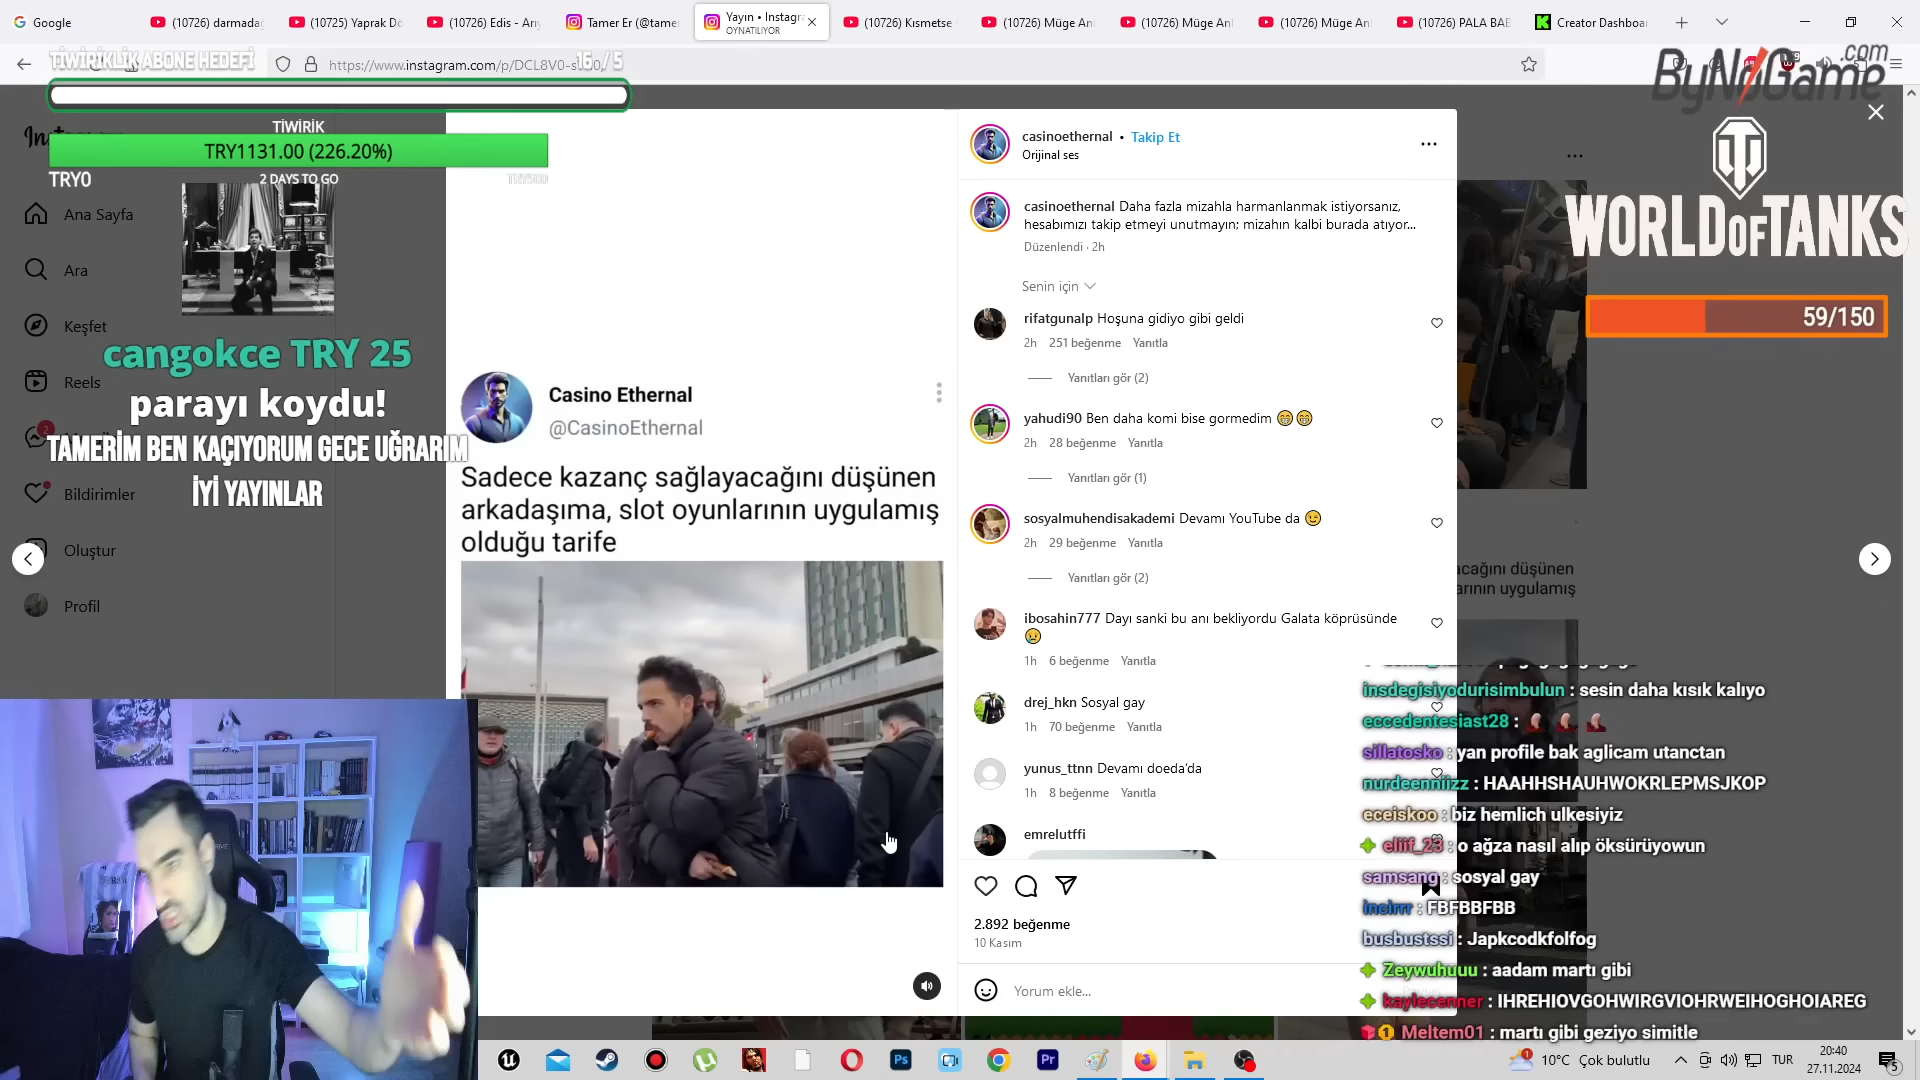 Google
(10726) darmada
(10725) Yaprak Dö
(10726) Edis - Arı
Tamer Er (@tame
Yayın • Instagra
OYNATILIYOR
(10726) Kısmetse
(10726) Müge An
(10726) Müge An
(10726) Müge An
(10726) PALA BAB
Creator Dashboa
TİWİRİKLİK ABONE HEDEFİ
16 / 5
https://www.instagram.com/p/DCL8V0-s
ByNoGame.com
TİWİRİK
TRY1131.00 (226.20%)
TRY0
2 DAYS TO GO
TRY500
Ana Sayfa
Ara
Keşfet
Reels
2
Bildirimler
Oluştur
Profil
cangokce TRY 25
parayı koydu!
TAMERİM BEN KAÇIYORUM GECE UĞRARIM
İYİ YAYINLAR
Casino Ethernal
@CasinoEthernal
Sadece kazanç sağlayacağını düşünen
arkadaşıma, slot oyunlarının uygulamış
olduğu tarife
casinoethernal • Takip Et
Orijinal ses
casinoethernal Daha fazla mizahla harmanlanmak istiyorsanız,
hesabımızı takip etmeyi unutmayın; mizahın kalbi burada atıyor...
Düzenlendi · 2h
Senin için
rifatgunalp Hoşuna gidiyo gibi geldi
2h 251 beğenme Yanıtla
Yanıtları gör (2)
yahudi90 Ben daha komi bise gormedim 😁😁
2h 28 beğenme Yanıtla
Yanıtları gör (1)
sosyalmuhendisakademi Devamı YouTube da 😉
2h 29 beğenme Yanıtla
Yanıtları gör (2)
ibosahin777 Dayı sanki bu anı bekliyordu Galata köprüsünde
😢
1h 6 beğenme Yanıtla
drej_hkn Sosyal gay
1h 70 beğenme Yanıtla
yunus_ttnn Devamı doeda'da
1h 8 beğenme Yanıtla
emrelutffi
2.892 beğenme
10 Kasım
Yorum ekle...
WORLD OF TANKS
59/150
acağını düşünen
arının uygulamış
insdegisiyodurisimbulun : sesin daha kısık kalıyo
eccedentesiast28 :
sillatosko : yan profile bak aglicam utanctan
nurdeenniizz : HAAHHSHAUHWOKRLEPMSJKOP
eceiskoo : biz hemlich ulkesiyiz
eliif_23 : o ağza nasıl alıp öksürüyowun
samsang : sosyal gay
incirrr : FBFBBFBB
busbustssi : Japkcodkfolfog
Zeywuhuuu : aadam martı gibi
kaylecenner : IHREHIOVGOHWIRGVIOHRWEIHOGHOIAREG
Meltem01 : martı gibi geziyo simitle
Ps
Pr
10°C Çok bulutlu
TUR
20:40
27.11.2024
5